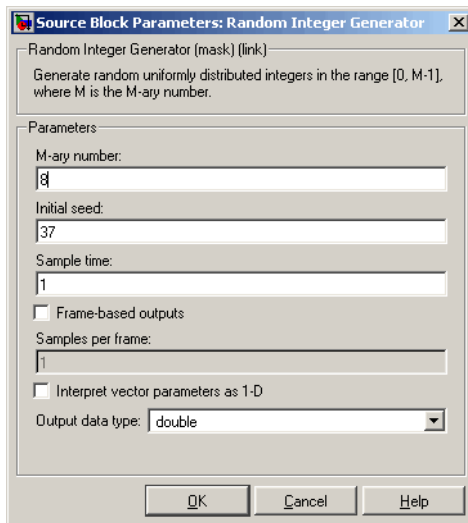 Source Block Parameters: Random Integer Generator
Random Integer Generator (mask) (link)
Generate random uniformly distributed integers in the range [0, M-1],
where M is the M-ary number.
Parameters
M-ary number:
8
Initial seed:
37
Sample time:
1
Frame-based outputs
Samples per frame:
1
Interpret vector parameters as 1-D
Output data type: double
OK Cancel Help